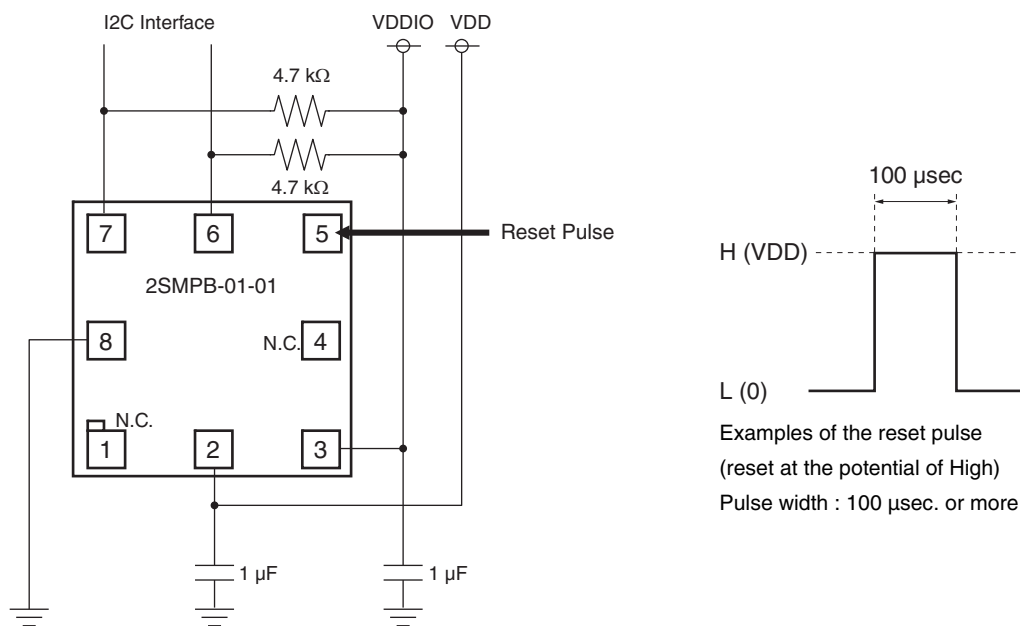 I2C Interface
VDDIO VDD
4.7 kΩ
4.7 kΩ
7
6
5
Reset Pulse
2SMPB-01-01
8
N.C. 4
N.C.
1
2
3
1 μF
1 μF
100 μsec
H (VDD)
L (0)
Examples of the reset pulse
(reset at the potential of High)
Pulse width : 100 μsec. or more